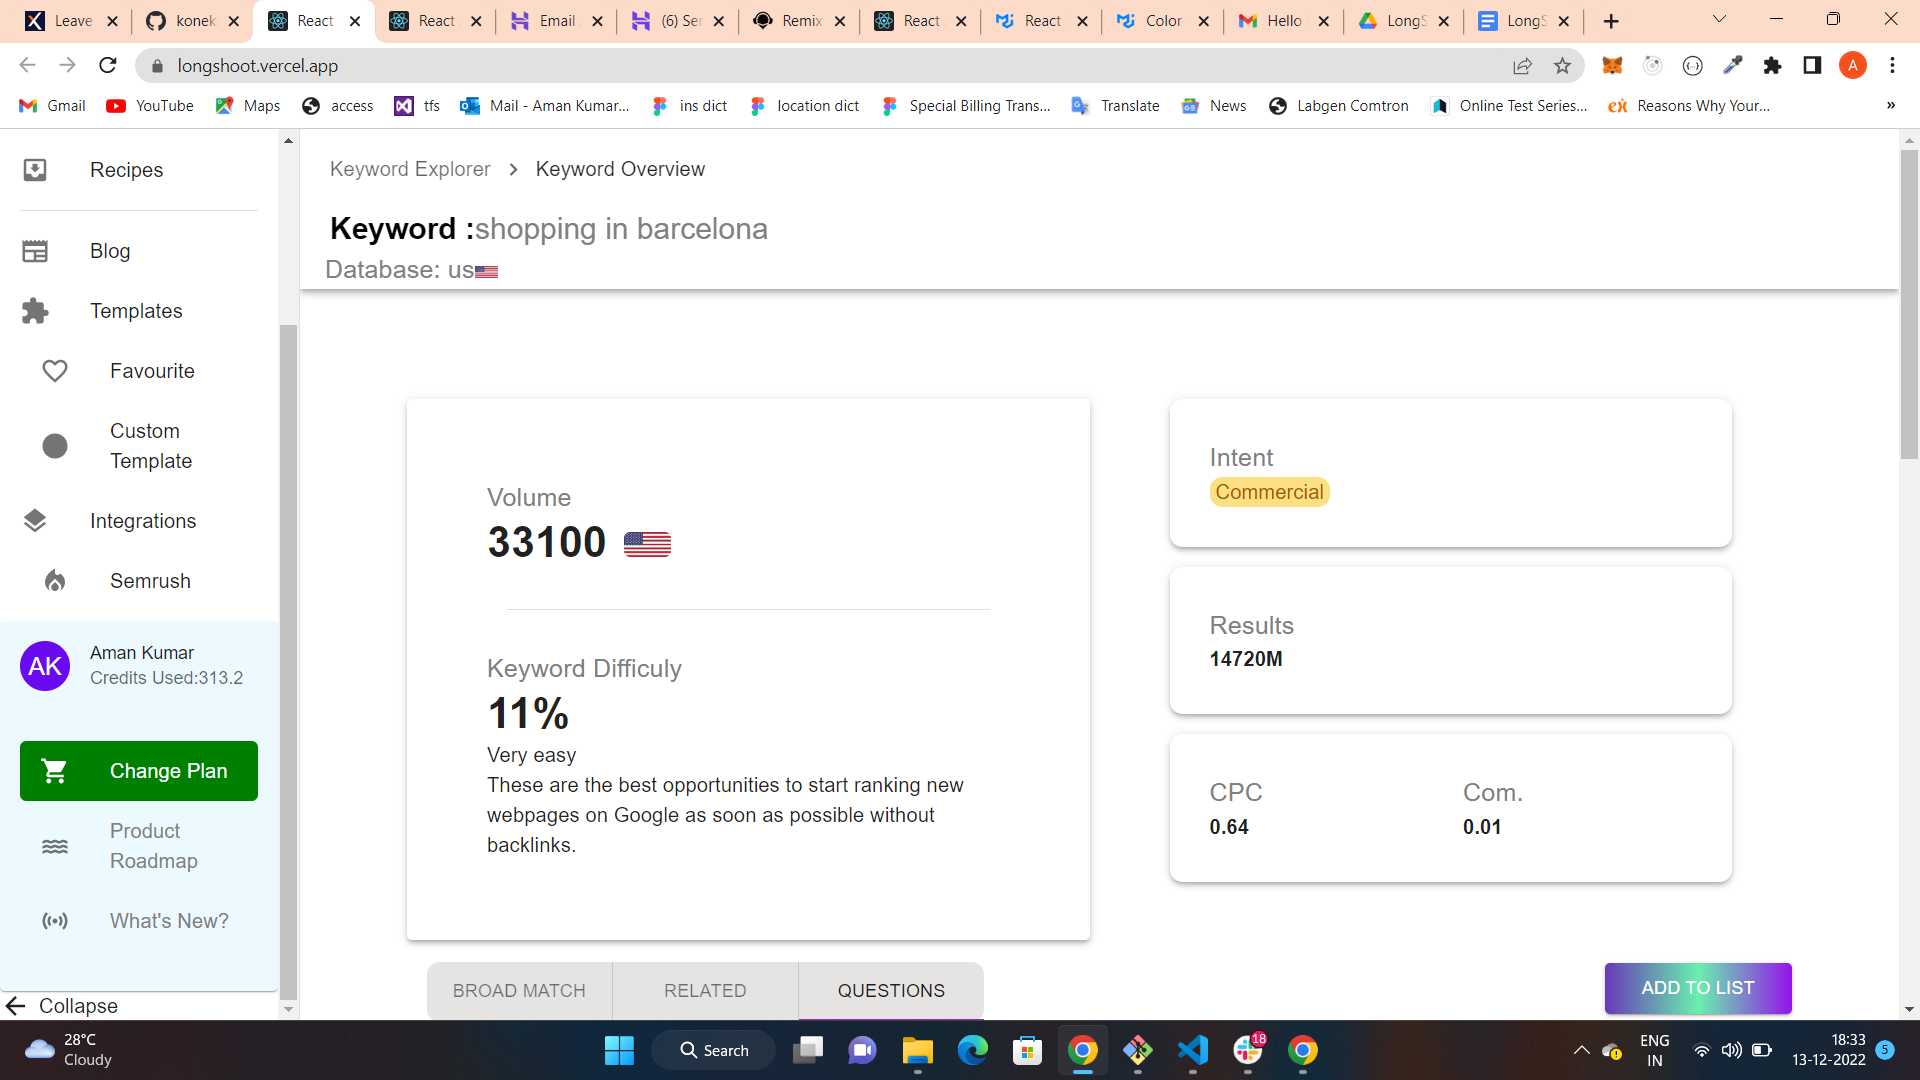 Leave
konek
React
React
Email
(6) Ser
Remix
React
React
Color
Hello
LongS
LongS
longshoot.vercel.app
A
Gmail
YouTube
Maps
access
tfs
Mail - Aman Kumar...
ins dict
location dict
Special Billing Trans...
Translate
News
Labgen Comtron
Online Test Series...
Reasons Why Your...
»
Recipes
Blog
Templates
Favourite
Custom
Template
Integrations
Semrush
AK
Aman Kumar
Credits Used:313.2
Change Plan
Product
Roadmap
What's New?
Collapse
Keyword Explorer > Keyword Overview
Keyword :shopping in barcelona
Database: us
Volume
33100
Keyword Difficuly
11%
Very easy
These are the best opportunities to start ranking new
webpages on Google as soon as possible without
backlinks.
Intent
Commercial
Results
14720M
CPC
0.64
Com.
0.01
BROAD MATCH
RELATED
QUESTIONS
ADD TO LIST
28°C
Cloudy
Search
18
ENG
IN
18:33
13-12-2022
5